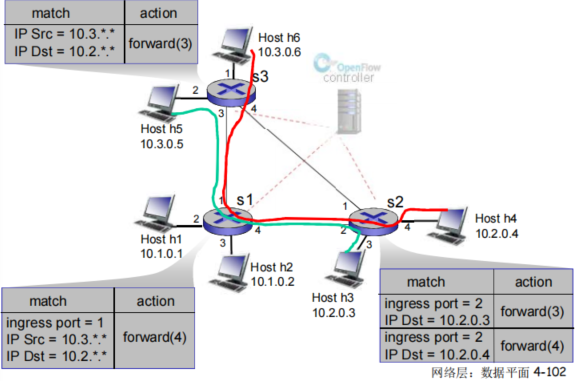 match action
IP Src = 10.3.*.*
IP Dst = 10.2.*.*
forward(3)
Host h6
10.3.0.6
1
s3
2
3
4
OpenFlow
controller
Host h5
10.3.0.5
1
s1
2
4
3
Host h1
10.1.0.1
Host h2
10.1.0.2
s2
1
2
3
4
Host h4
10.2.0.4
Host h3
10.2.0.3
match action
ingress port = 1
IP Src = 10.3.*.*
IP Dst = 10.2.*.*
forward(4)
match action
ingress port = 2
IP Dst = 10.2.0.3
forward(3)
ingress port = 2
IP Dst = 10.2.0.4
forward(4)
网络层：数据平面 4-102